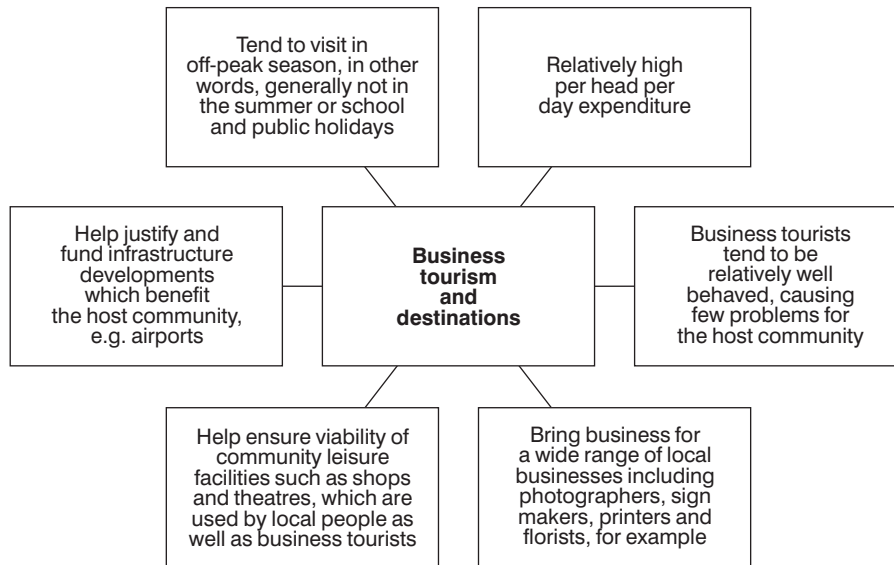 Tend to visit in
off-peak season, in other
words, generally not in
the summer or school
and public holidays
Relatively high
per head per
day expenditure
Help justify and
fund infrastructure
developments
which benefit
the host community,
e.g. airports
Business
tourism
and
destinations
Business tourists
tend to be
relatively well
behaved, causing
few problems for
the host community
Help ensure viability of
community leisure
facilities such as shops
and theatres, which are
used by local people as
well as business tourists
Bring business for
a wide range of local
businesses including
photographers, sign
makers, printers and
florists, for example